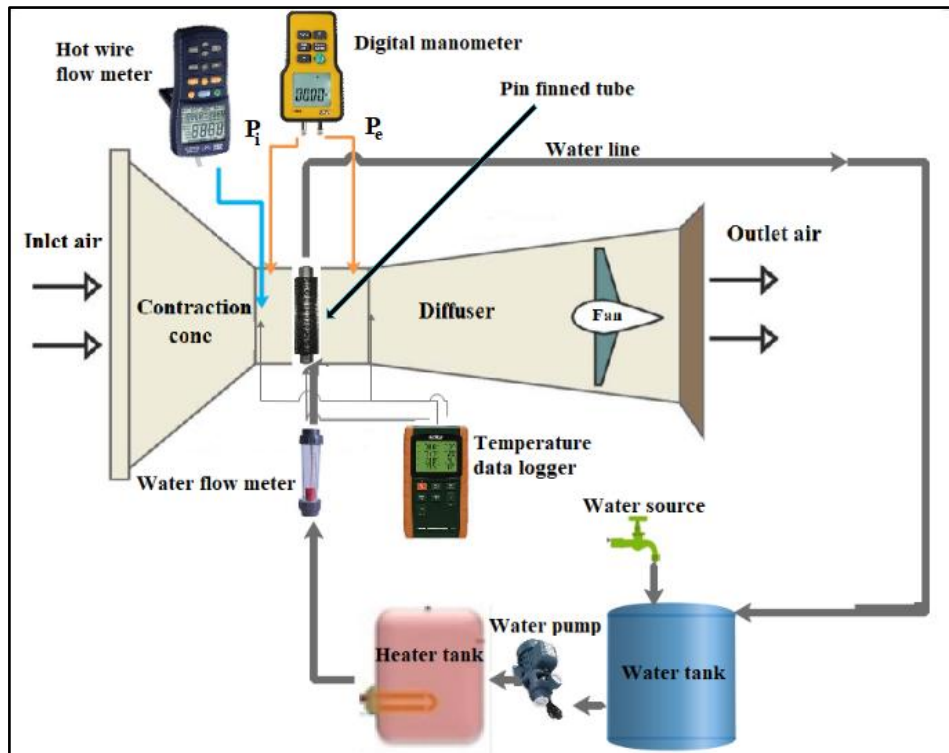 Hot wire
flow meter
Digital manometer
Pin finned tube
Pi
Pe
Water line
Inlet air
Outlet air
Contraction
conc
Diffuser
Fan
Temperature
data logger
Water flow meter
Water source
Water pump
Heater tank
Water tank